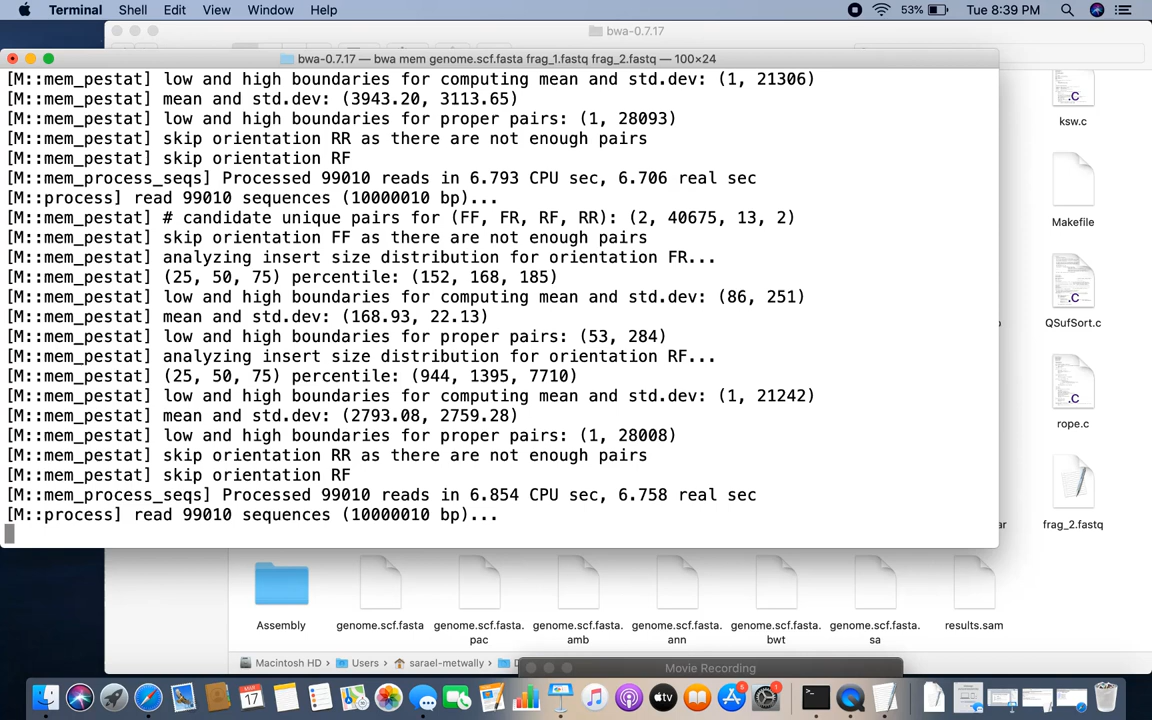 Terminal Shell Edit View Window Help 53% Tue 8:39 PM
bwa-0.7.17
bwa-0.7.17 — bwa mem genome.scf.fasta frag_1.fastq frag_2.fastq — 100×24
[M::mem_pestat] low and high boundaries for computing mean and std.dev: (1, 21306)
[M::mem_pestat] mean and std.dev: (3943.20, 3113.65)
[M::mem_pestat] low and high boundaries for proper pairs: (1, 28093)
[M::mem_pestat] skip orientation RR as there are not enough pairs
[M::mem_pestat] skip orientation RF
[M::mem_process_seqs] Processed 99010 reads in 6.793 CPU sec, 6.706 real sec
[M::process] read 99010 sequences (10000010 bp)...
[M::mem_pestat] # candidate unique pairs for (FF, FR, RF, RR): (2, 40675, 13, 2)
[M::mem_pestat] skip orientation FF as there are not enough pairs
[M::mem_pestat] analyzing insert size distribution for orientation FR...
[M::mem_pestat] (25, 50, 75) percentile: (152, 168, 185)
[M::mem_pestat] low and high boundaries for computing mean and std.dev: (86, 251)
[M::mem_pestat] mean and std.dev: (168.93, 22.13)
[M::mem_pestat] low and high boundaries for proper pairs: (53, 284)
[M::mem_pestat] analyzing insert size distribution for orientation RF...
[M::mem_pestat] (25, 50, 75) percentile: (944, 1395, 7710)
[M::mem_pestat] low and high boundaries for computing mean and std.dev: (1, 21242)
[M::mem_pestat] mean and std.dev: (2793.08, 2759.28)
[M::mem_pestat] low and high boundaries for proper pairs: (1, 28008)
[M::mem_pestat] skip orientation RR as there are not enough pairs
[M::mem_pestat] skip orientation RF
[M::mem_process_seqs] Processed 99010 reads in 6.854 CPU sec, 6.758 real sec
[M::process] read 99010 sequences (10000010 bp)...
.C
ksw.c
Makefile
.C
QSufSort.c
.C
rope.c
ar frag_2.fastq
Assembly genome.scf.fasta genome.scf.fasta. genome.scf.fasta. genome.scf.fasta. genome.scf.fasta. genome.scf.fasta. results.sam
pac amb ann bwt sa
Macintosh HD Users sarael-metwally
Movie Recording
MAR
17
tv